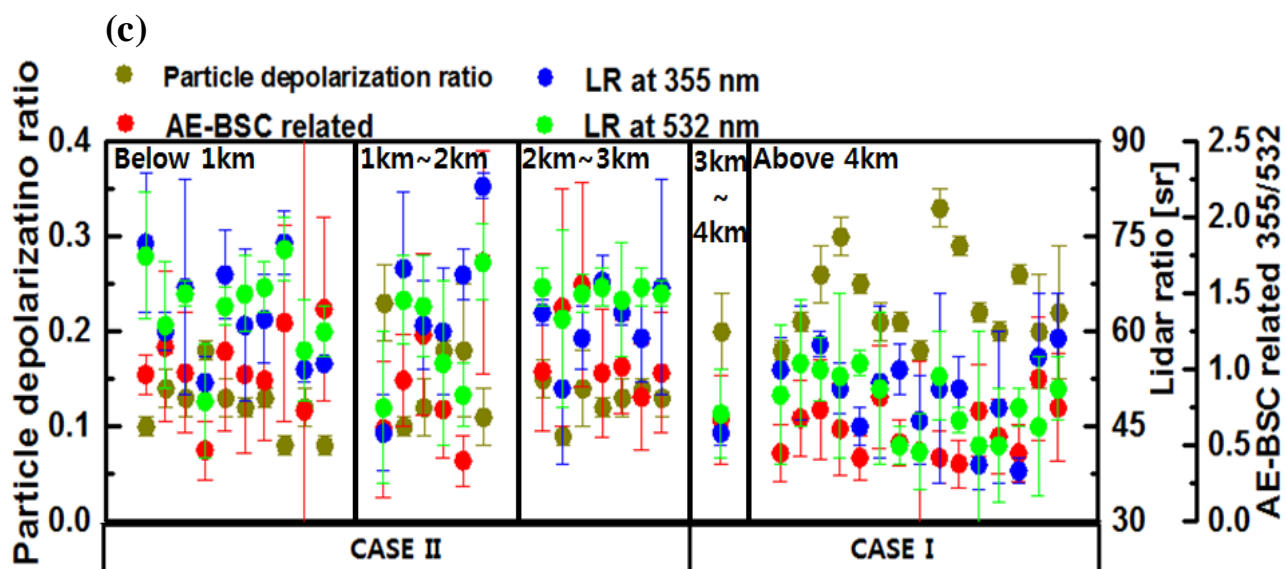 (c)
Particle depolarization ratio
LR at 355 nm
AE-BSC related
LR at 532 nm
Particle depolarizatino ratio
0.4
0.3
0.2
0.1
0.0
Below 1km
1km~2km
2km~3km
3km
~
4km
Above 4km
90
75
60
45
30
Lidar ratio [sr]
2.5
2.0
1.5
1.0
0.5
0.0
AE-BSC related 355/532
CASE II
CASE I